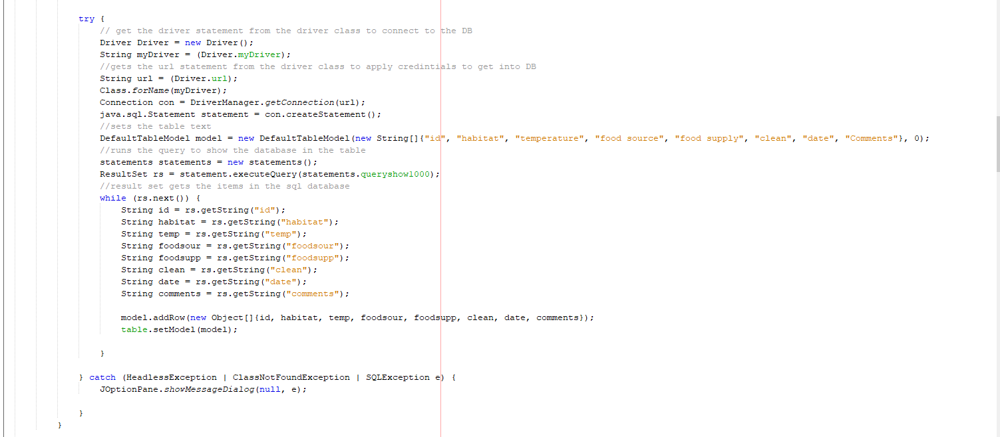 try {
// get the driver statement from the driver class to connect to the DB
Driver Driver = new Driver();
String myDriver = (Driver.myDriver);
//gets the url statement from the driver class to apply credintials to get into DB
String url = (Driver.url);
Class.forName(myDriver);
Connection con = DriverManager.getConnection(url);
java.sql.Statement statement = con.createStatement();
//sets the table text
DefaultTableModel model = new DefaultTableModel(new String[]{"id", "habitat", "temperature", "food source", "food supply", "clean", "date", "Comments"}, 0);
//runs the query to show the database in the table
statements statements = new statements();
ResultSet rs = statement.executeQuery(statements.queryshow1000);
//result set gets the items in the sql database
while (rs.next()) {
String id = rs.getString("id");
String habitat = rs.getString("habitat");
String temp = rs.getString("temp");
String foodsour = rs.getString("foodsour");
String foodsupp = rs.getString("foodsupp");
String clean = rs.getString("clean");
String date = rs.getString("date");
String comments = rs.getString("comments");
model.addRow(new Object[]{id, habitat, temp, foodsour, foodsupp, clean, date, comments});
table.setModel(model);
}
} catch (HeadlessException | ClassNotFoundException | SQLException e) {
JOptionPane.showMessageDialog(null, e);
}
}